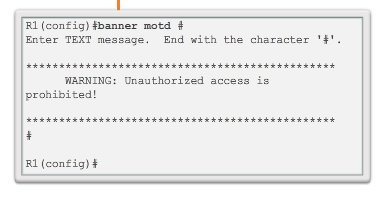 R1(config)#banner motd #
Enter TEXT message.  End with the character '#'.
***********************************************
WARNING: Unauthorized access is
prohibited!
***********************************************
#
R1(config)#